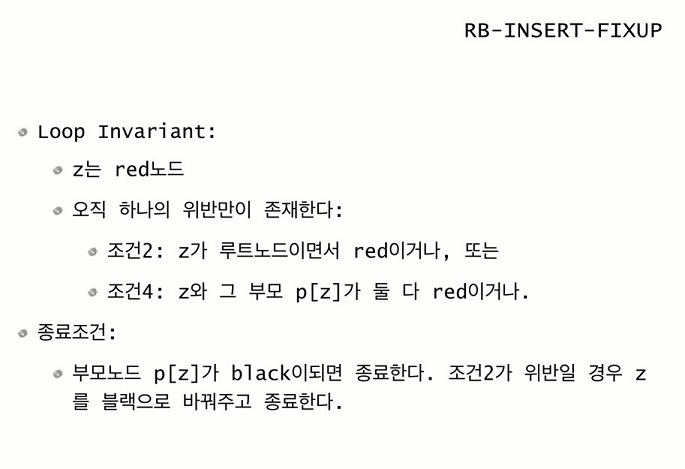 RB-INSERT-FIXUP
Loop Invariant:
z는 red노드
오직 하나의 위반만이 존재한다:
조건2: z가 루트노드이면서 red이거나, 또는
조건4: z와 그 부모 p[z]가 둘 다 red이거나.
종료조건:
부모노드 p[z]가 black이되면 종료한다. 조건2가 위반일 경우 z
를 블랙으로 바꿔주고 종료한다.